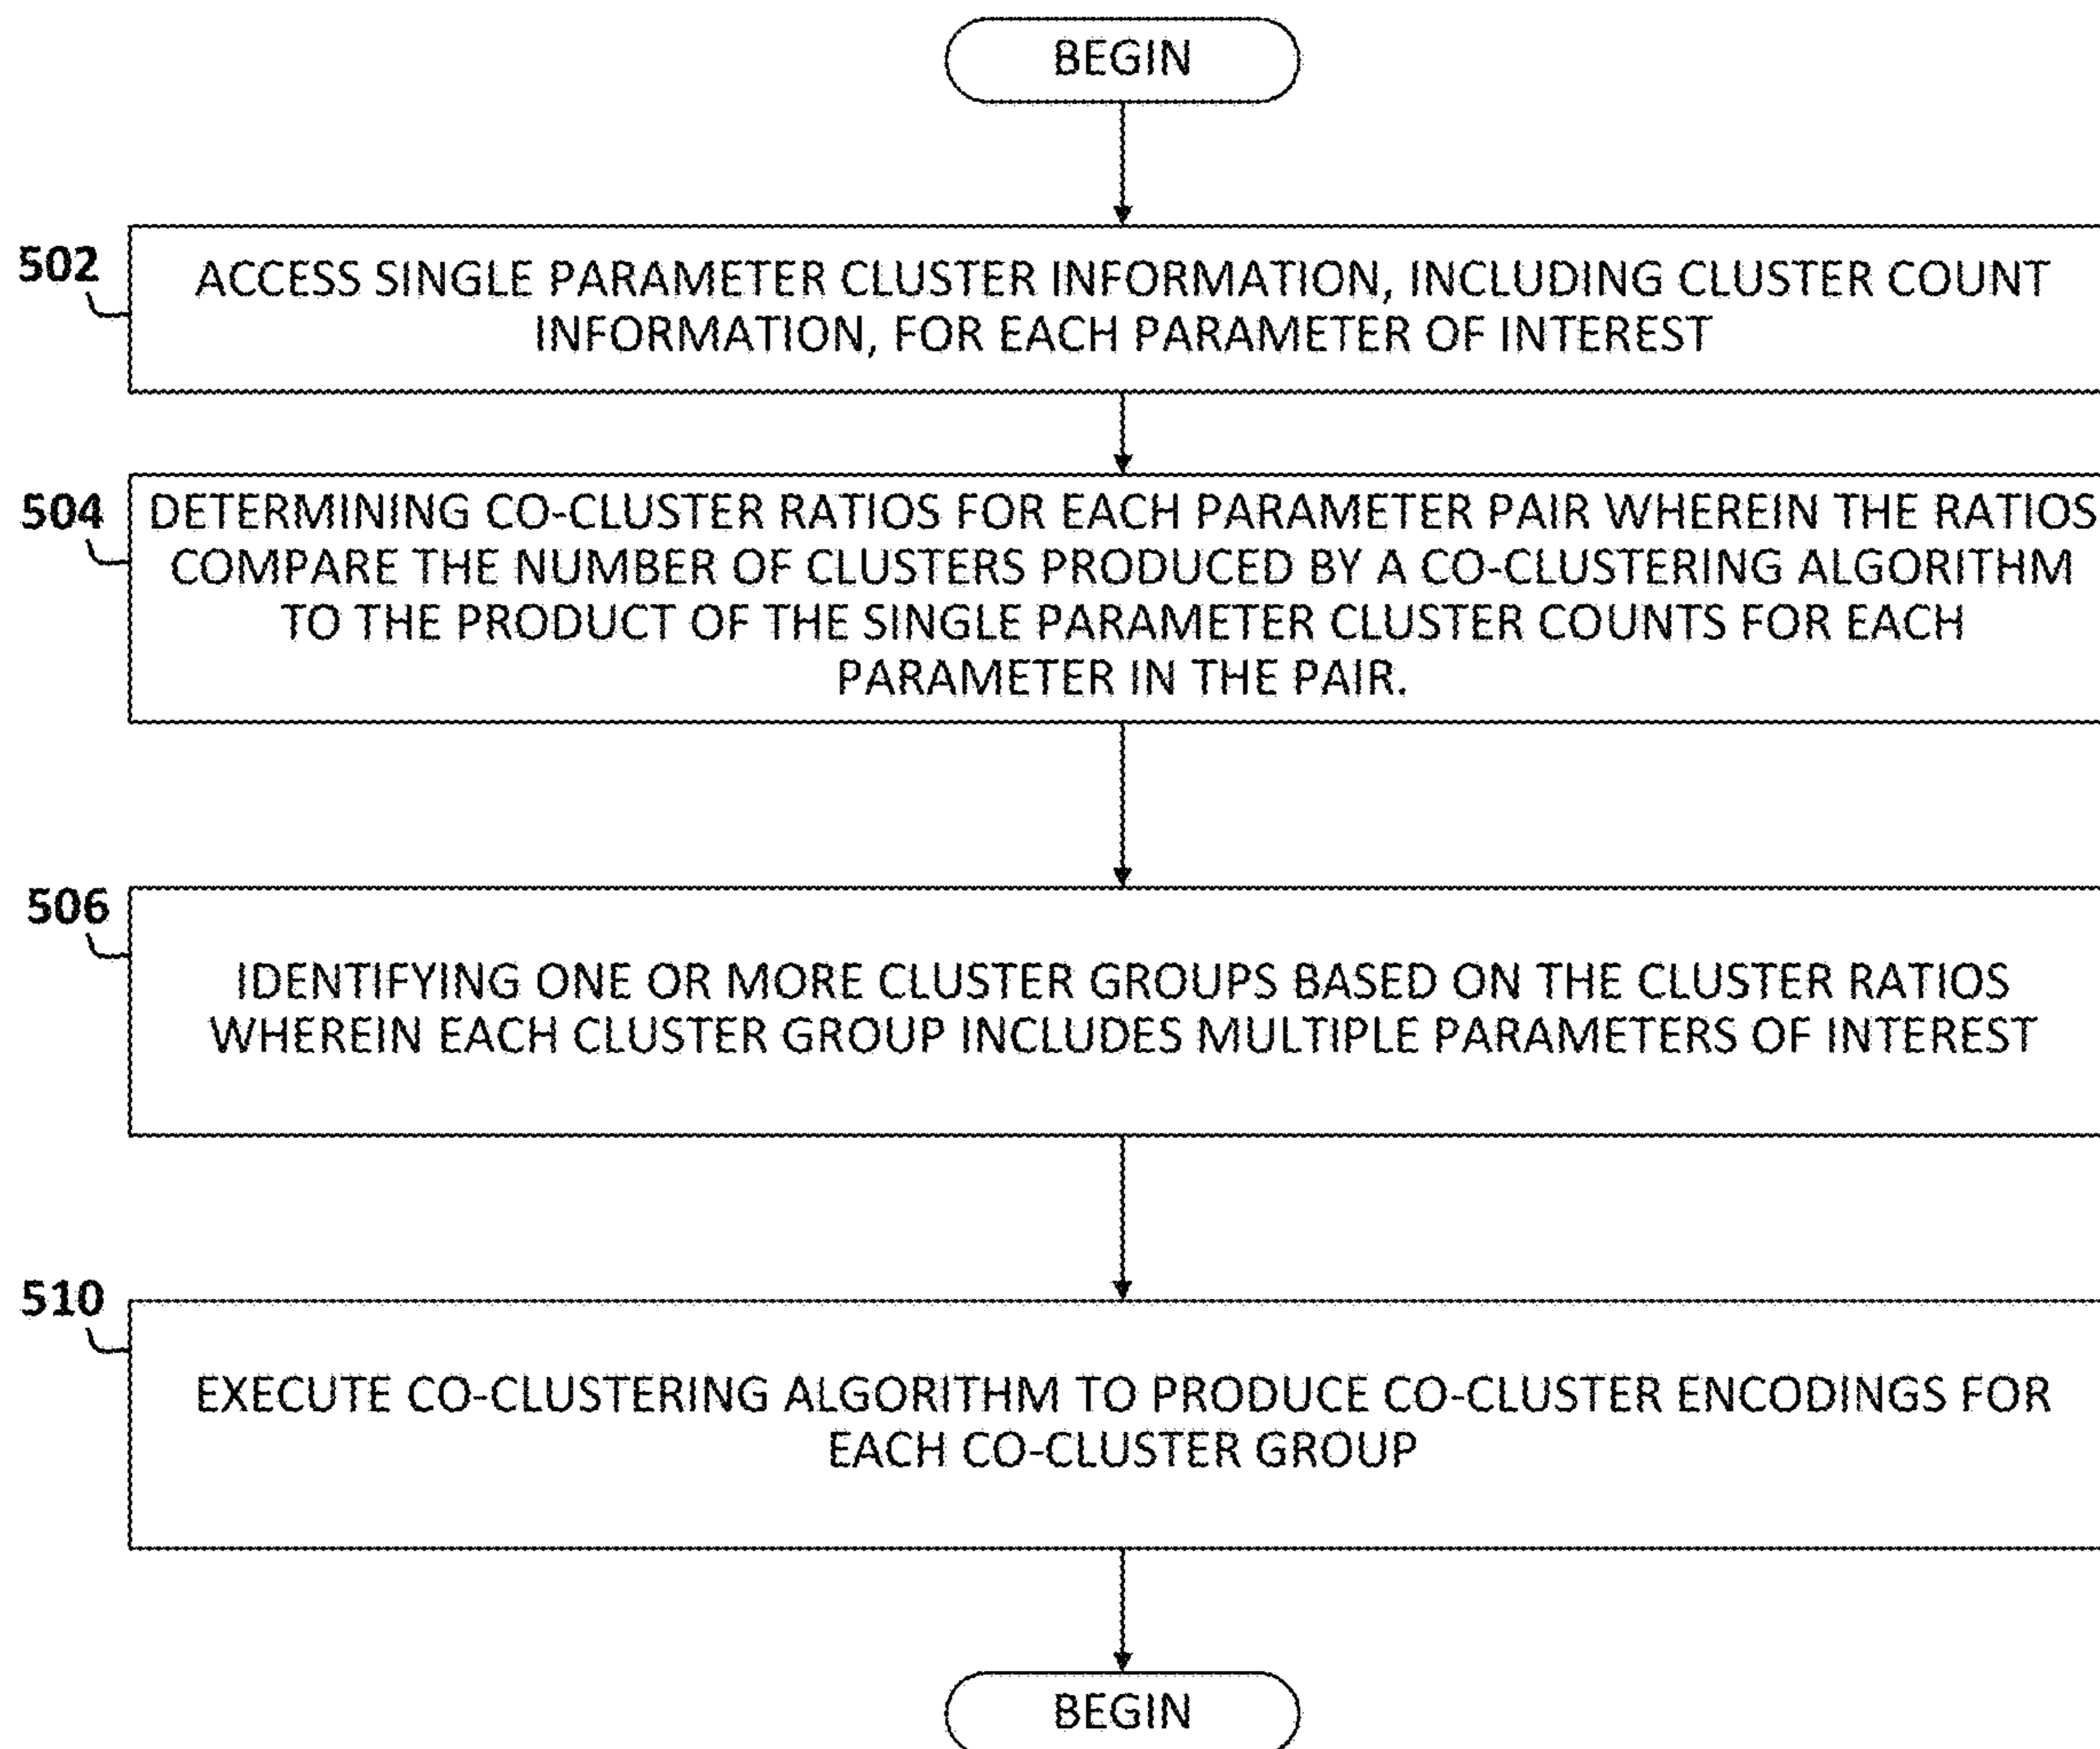 BEGIN
502
ACCESS SINGLE PARAMETER CLUSTER INFORMATION, INCLUDING CLUSTER COUNT
INFORMATION, FOR EACH PARAMETER OF INTEREST
504
DETERMINING CO-CLUSTER RATIOS FOR EACH PARAMETER PAIR WHEREIN THE RATIOS
COMPARE THE NUMBER OF CLUSTERS PRODUCED BY A CO-CLUSTERING ALGORITHM
TO THE PRODUCT OF THE SINGLE PARAMETER CLUSTER COUNTS FOR EACH
PARAMETER IN THE PAIR.
506
IDENTIFYING ONE OR MORE CLUSTER GROUPS BASED ON THE CLUSTER RATIOS
WHEREIN EACH CLUSTER GROUP INCLUDES MULTIPLE PARAMETERS OF INTEREST
510
EXECUTE CO-CLUSTERING ALGORITHM TO PRODUCE CO-CLUSTER ENCODINGS FOR
EACH CO-CLUSTER GROUP
BEGIN